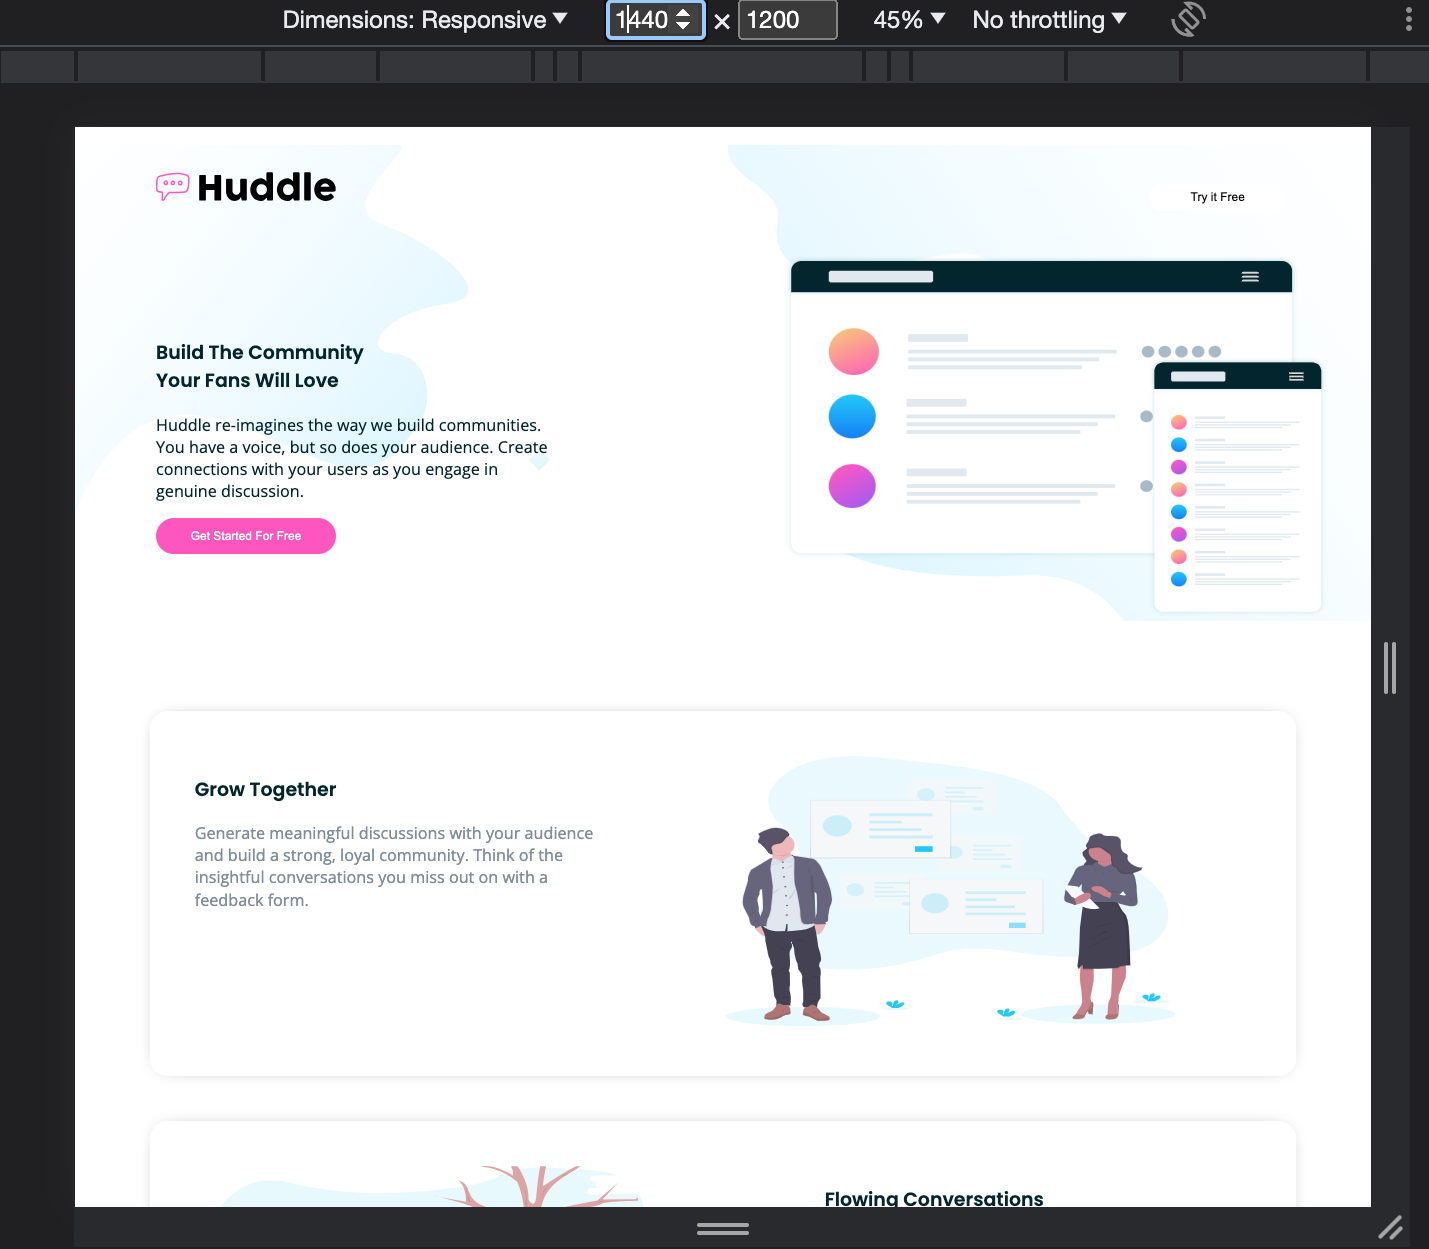 Dimensions: Responsive 1440 × 1200 45% No throttling
Huddle
Try it Free
Build The Community
Your Fans Will Love
Huddle re-imagines the way we build communities.
You have a voice, but so does your audience. Create
connections with your users as you engage in
genuine discussion.
Get Started For Free
Grow Together
Generate meaningful discussions with your audience
and build a strong, loyal community. Think of the
insightful conversations you miss out on with a
feedback form.
Flowing Conversations